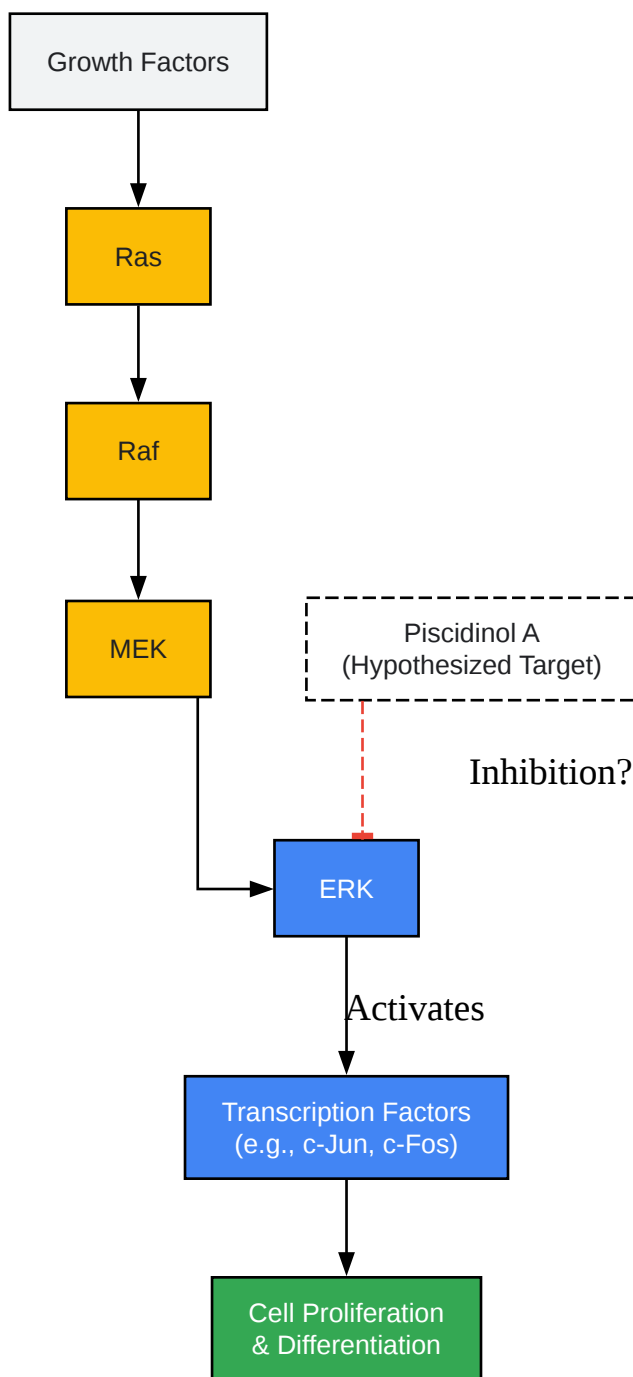 Growth Factors
Ras
Raf
MEK
Piscidinol A
(Hypothesized Target)
Inhibition?
ERK
Activates
Transcription Factors
(e.g., c-Jun, c-Fos)
Cell Proliferation
& Differentiation